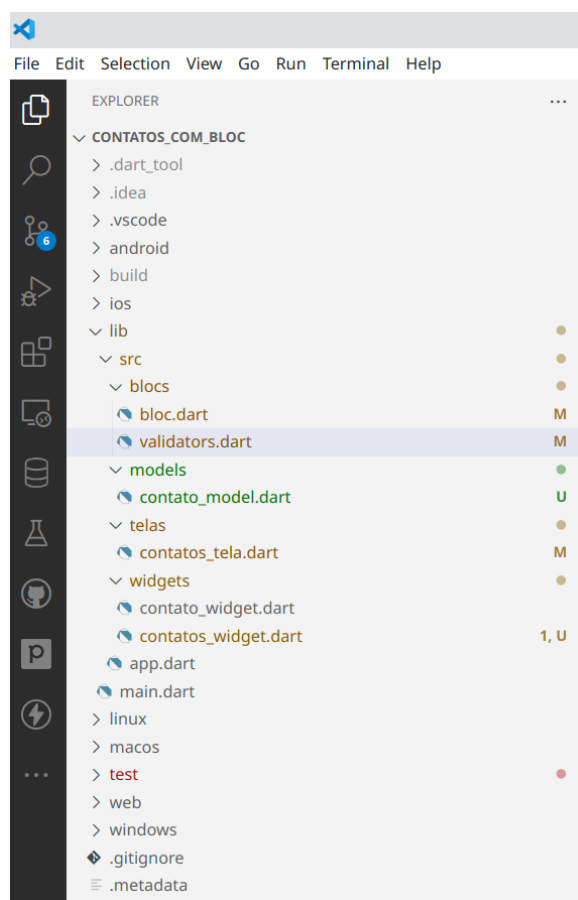 File Edit Selection View Go Run Terminal Help
EXPLORER ...
CONTATOS_COM_BLOC
.dart_tool
.idea
.vscode
6
android
build
ios
lib
src
blocs
bloc.dart M
validators.dart M
models
contato_model.dart U
telas
contatos_tela.dart M
widgets
contato_widget.dart
contatos_widget.dart 1, U
app.dart
main.dart
linux
macos
test
web
windows
.gitignore
.metadata